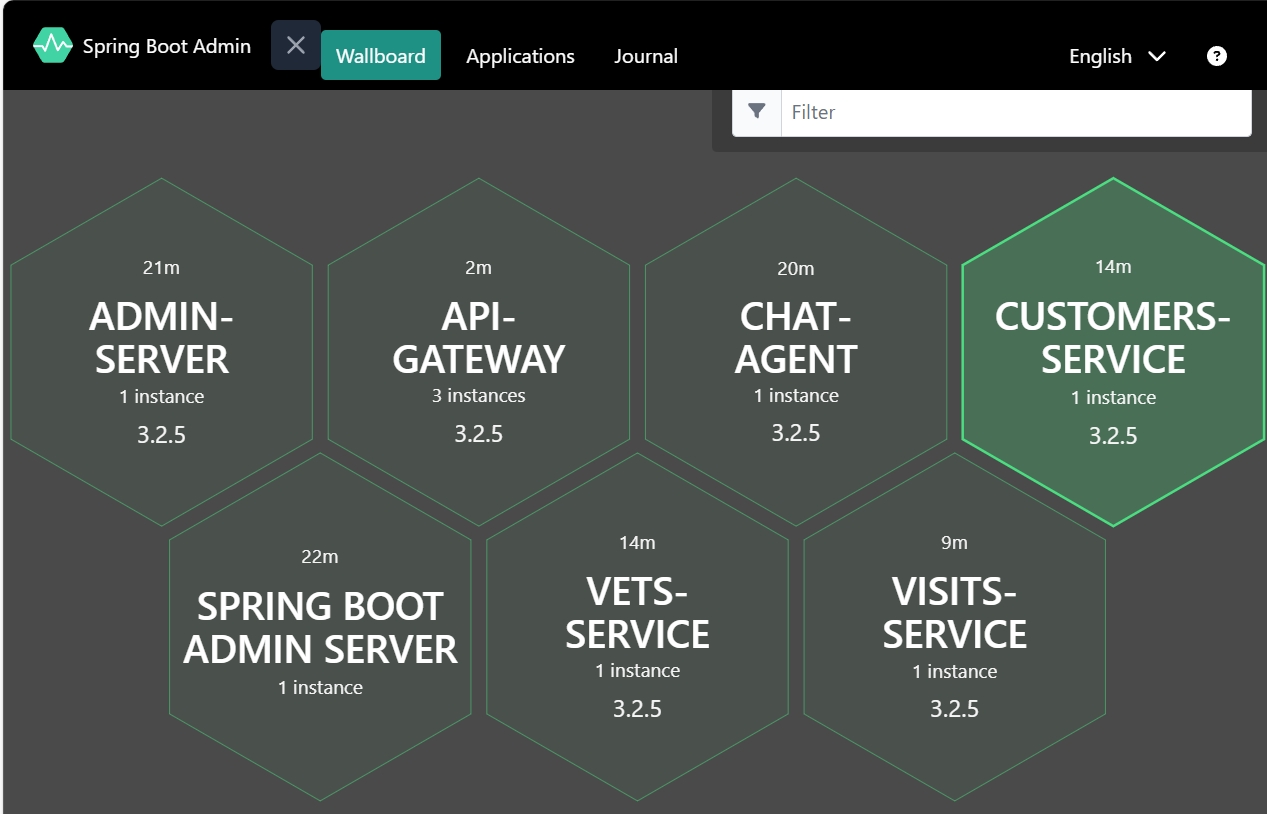 Spring Boot Admin
Wallboard
Applications
Journal
English
?
Filter
21m
ADMIN-
SERVER
1 instance
3.2.5
2m
API-
GATEWAY
3 instances
3.2.5
20m
CHAT-
AGENT
1 instance
3.2.5
14m
CUSTOMERS-
SERVICE
1 instance
3.2.5
22m
SPRING BOOT
ADMIN SERVER
1 instance
14m
VETS-
SERVICE
1 instance
3.2.5
9m
VISITS-
SERVICE
1 instance
3.2.5